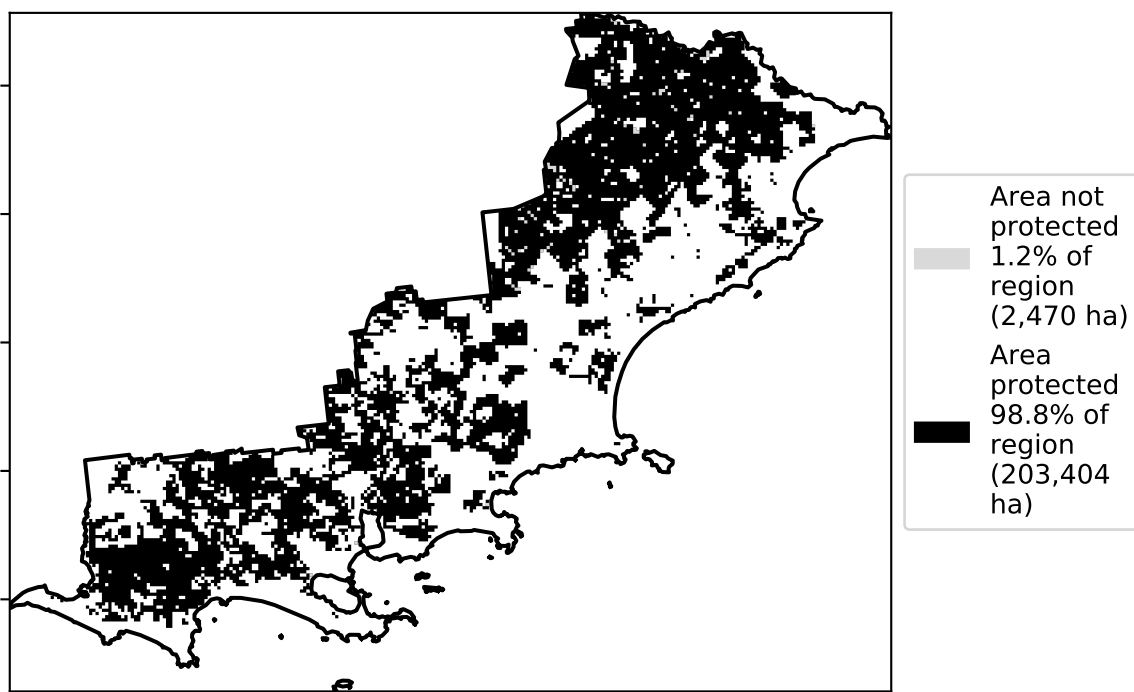 Area not
protected
1.2% of
region
(2,470 ha)
Area
protected
98.8% of
region
(203,404
ha)